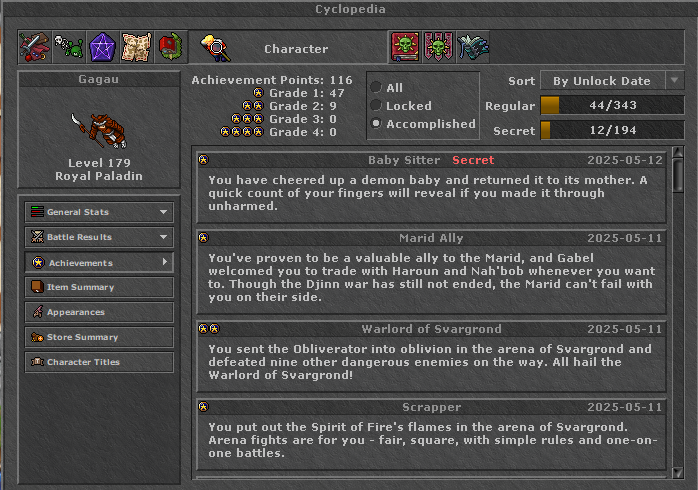 Cyclopedia
Character
Gagau
Level 179
Royal Paladin
General Stats
Battle Results
Achievements
Item Summary
Appearances
Store Summary
Character Titles
Achievement Points: 116
Grade 1: 47
Grade 2: 9
Grade 3: 0
Grade 4: 0
All
Locked
Accomplished
Sort By Unlock Date
Regular 44/343
Secret 12/194
Baby Sitter Secret 2025-05-12
You have cheered up a demon baby and returned it to its mother. A
quick count of your fingers will reveal if you made it through
unharmed.
Marid Ally 2025-05-11
You've proven to be a valuable ally to the Marid, and Gabel
welcomed you to trade with Haroun and Nah'bob whenever you want
to. Though the Djinn war has still not ended, the Marid can't fail with
you on their side.
Warlord of Svargrond 2025-05-11
You sent the Obliverator into oblivion in the arena of Svargrond and
defeated nine other dangerous enemies on the way. All hail the
Warlord of Svargrond!
Scrapper 2025-05-11
You put out the Spirit of Fire's flames in the arena of Svargrond.
Arena fights are for you - fair, square, with simple rules and one-on-
one battles.